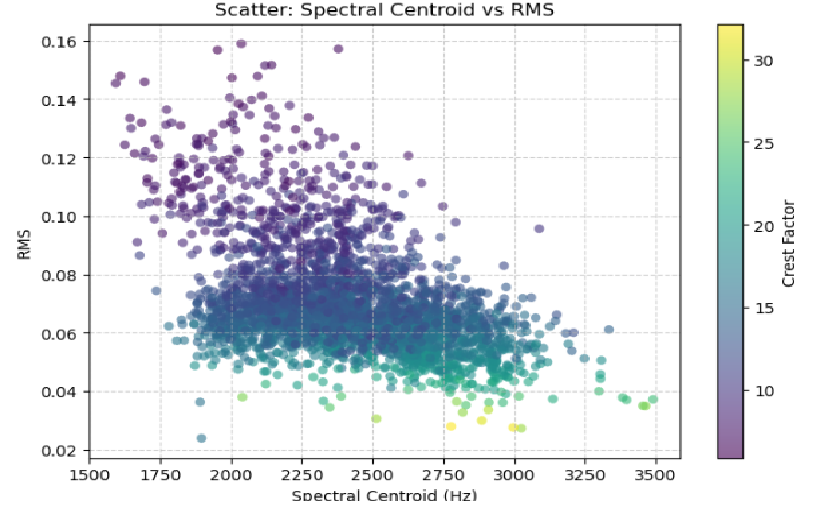 Scatter: Spectral Centroid vs RMS
0.16
0.14
0.12
0.10
0.08
0.06
0.04
0.02
RMS
1500 1750 2000 2250 2500 2750 3000 3250 3500
Spectral Centroid (Hz)
30
25
20
15
10
Crest Factor